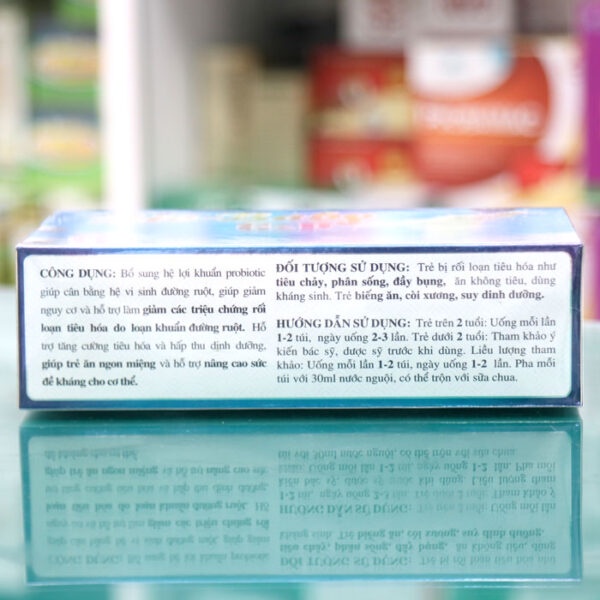 CÔNG DỤNG: Bổ sung hệ lợi khuẩn probiotic
giúp cân bằng hệ vi sinh đường ruột, giúp giảm
nguy cơ và hỗ trợ làm giảm các triệu chứng rối
loạn tiêu hóa do loạn khuẩn đường ruột. Hỗ
trợ tăng cường tiêu hóa và hấp thu dịnh dưỡng,
giúp trẻ ăn ngon miệng và hỗ trợ nâng cao sức
đề kháng cho cơ thể.
ĐỐI TƯỢNG SỬ DỤNG: Trẻ bị rối loạn tiêu hóa như
tiêu chảy, phân sống, đầy bụng, ăn không tiêu, dùng
kháng sinh. Trẻ biếng ăn, còi xương, suy dinh dưỡng.
HƯỚNG DẪN SỬ DỤNG: Trẻ trên 2 tuổi: Uống mỗi lần
1-2 túi, ngày uống 2-3 lần. Trẻ dưới 2 tuổi: Tham khảo ý
kiến bác sỹ, dược sỹ trước khi dùng. Liều lượng tham
khảo: Uống mỗi lần 1-2 túi, ngày uống 1-2 lần. Pha mỗi
túi với 30ml nước nguội, có thể trộn với sữa chua.